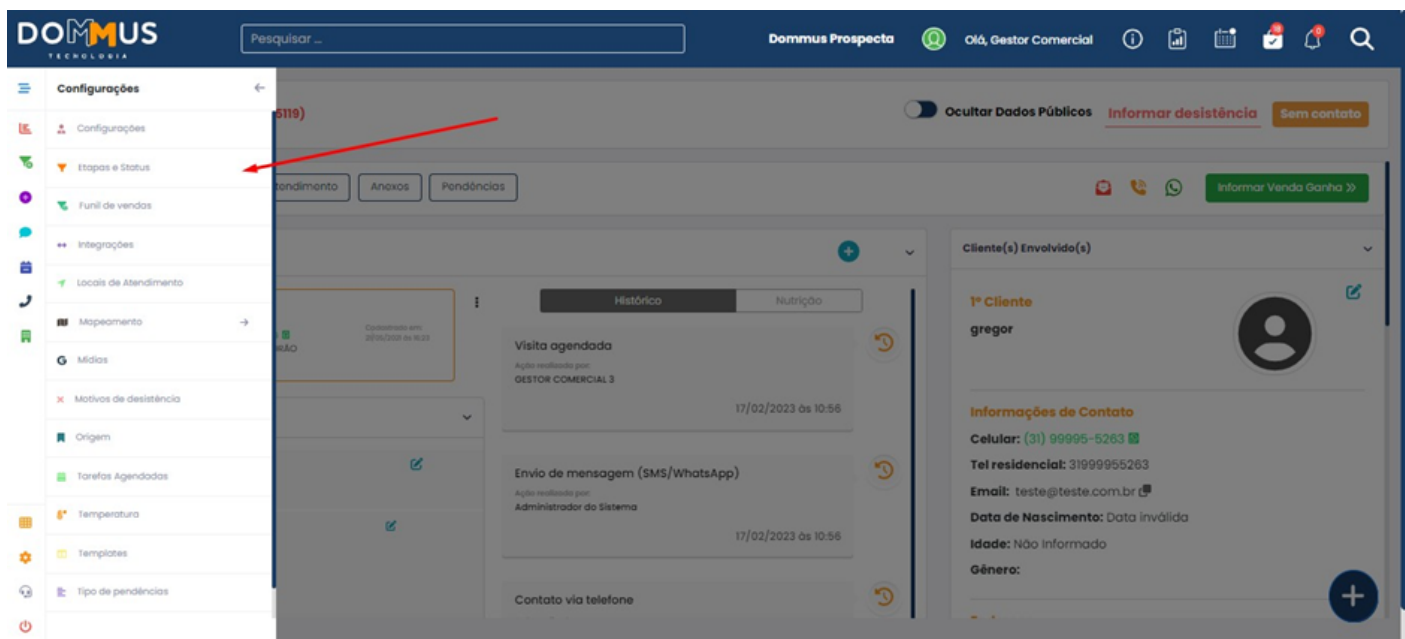 DOMMUS
TECNOLOGIA
Pesquisar ...
Dommus Prospecta
Olá, Gestor Comercial
Configurações
Configurações
Etapas e Status
Funil de vendas
Integrações
Locais de Atendimento
Mapeamento
Mídias
Motivos de desistência
Origem
Tarefas Agendadas
Temperatura
Templates
Tipo de pendências
5119)
Ocultar Dados Públicos
Informar desistência
Sem contato
tendimento
Anexos
Pendências
Informar Venda Ganha
Cadastrado em:
Histórico
Nutrição
Visita agendada
Ação realizada por:
GESTOR COMERCIAL 3
17/02/2023 às 10:56
Envio de mensagem (SMS/WhatsApp)
Ação realizada por:
Administrador do Sistema
17/02/2023 às 10:56
Contato via telefone
Cliente(s) Envolvido(s)
1º Cliente
gregor
Informações de Contato
Celular: (31) 99995-5263
Tel residencial: 31999955263
Email: teste@teste.com.br
Data de Nascimento: Data inválida
Idade: Não Informado
Gênero: